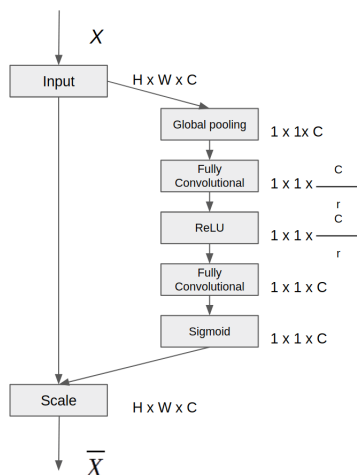 X
Input
H x W x C
Global pooling
1 x 1x C
Fully
Convolutional
1 x 1 x C
r
ReLU
1 x 1 x C
r
Fully
Convolutional
1 x 1 x C
Sigmoid
1 x 1 x C
Scale
H x W x C
X̅